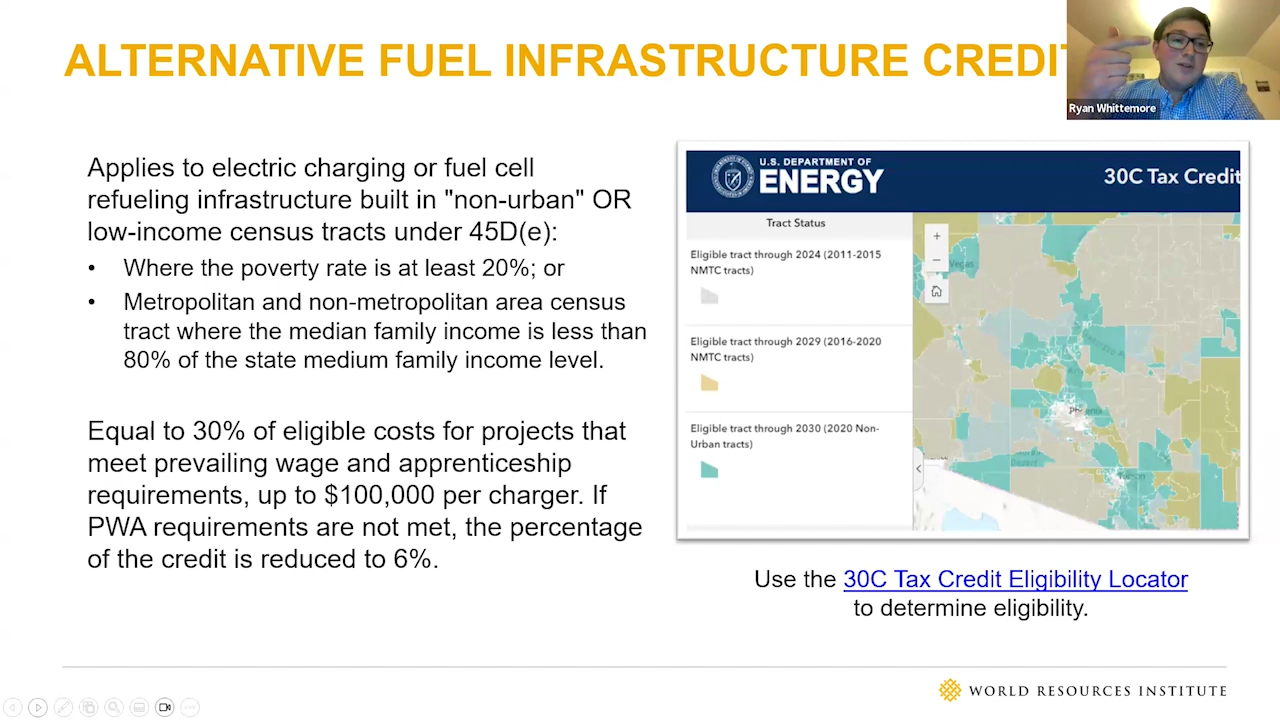 ALTERNATIVE FUEL INFRASTRUCTURE CREDIT
Ryan Whittemore
Applies to electric charging or fuel cell
refueling infrastructure built in "non-urban" OR
low-income census tracts under 45D(e):
• Where the poverty rate is at least 20%; or
• Metropolitan and non-metropolitan area census
tract where the median family income is less than
80% of the state medium family income level.
Equal to 30% of eligible costs for projects that
meet prevailing wage and apprenticeship
requirements, up to $100,000 per charger. If
PWA requirements are not met, the percentage
of the credit is reduced to 6%.
U.S. DEPARTMENT OF
ENERGY
30C Tax Credit
Tract Status
Eligible tract through 2024 (2011-2015
NMTC tracts)
Eligible tract through 2029 (2016-2020
NMTC tracts)
Eligible tract through 2030 (2020 Non-
Urban tracts)
Vegas
Use the 30C Tax Credit Eligibility Locator
to determine eligibility.
WORLD RESOURCES INSTITUTE